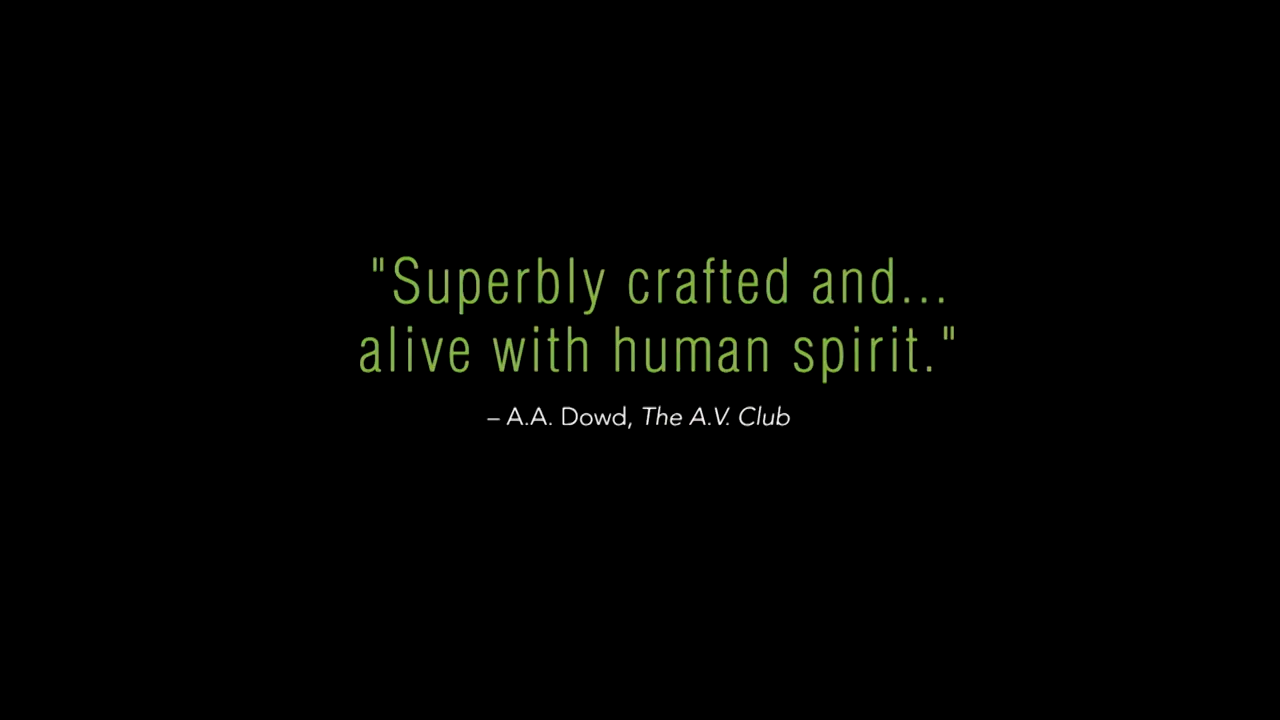 "Superbly crafted and...
alive with human spirit."
– A.A. Dowd, The A.V. Club